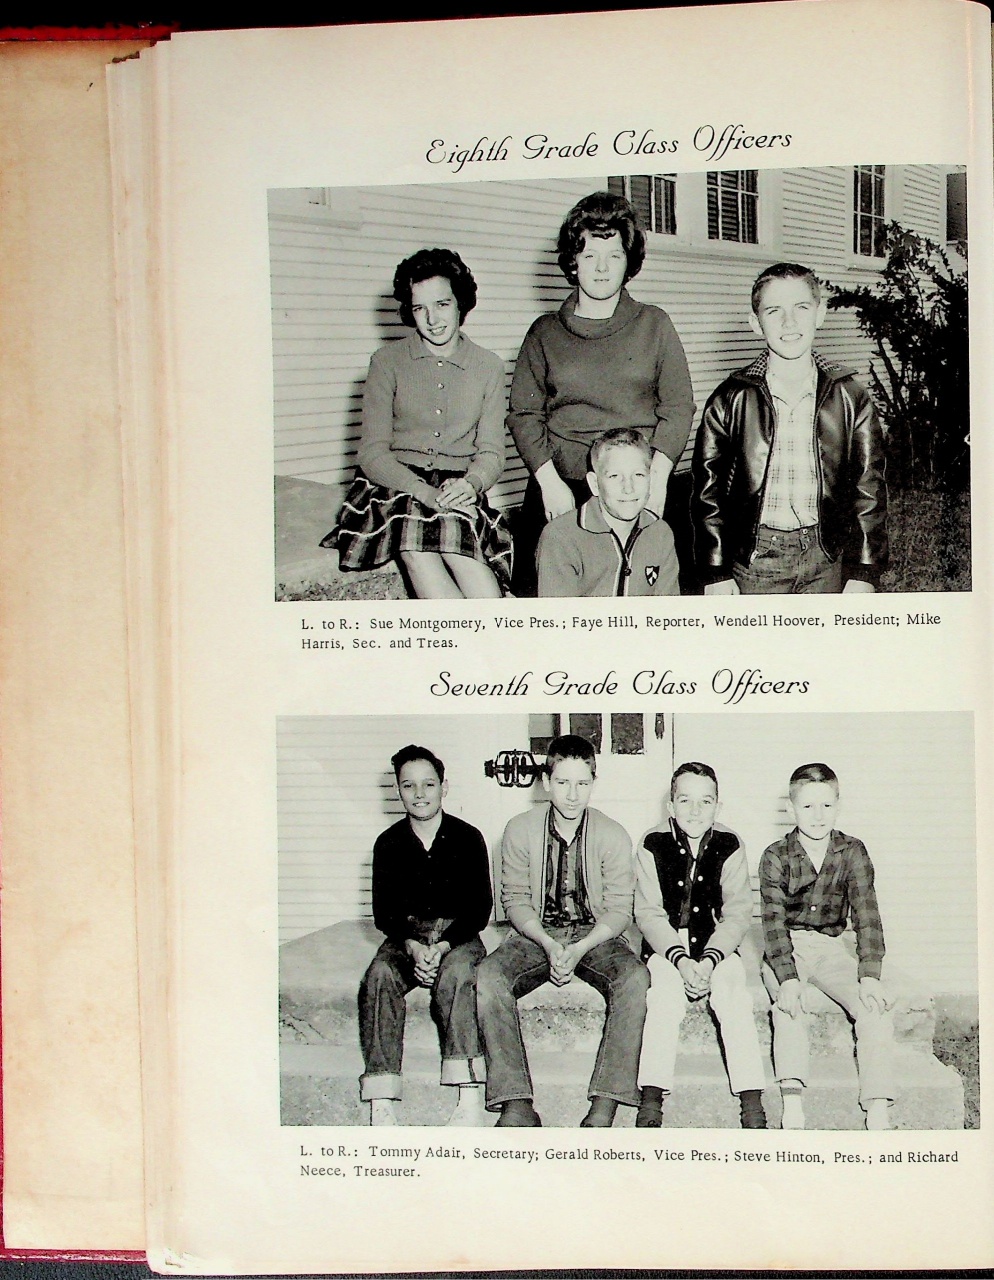 Eighth Grade Class Officers
L. to R.: Sue Montgomery, Vice Pres.; Faye Hill, Reporter, Wendell Hoover, President; Mike
Harris, Sec. and Treas.
Seventh Grade Class Officers
L. to R.: Tommy Adair, Secretary; Gerald Roberts, Vice Pres.; Steve Hinton, Pres.; and Richard
Neece, Treasurer.